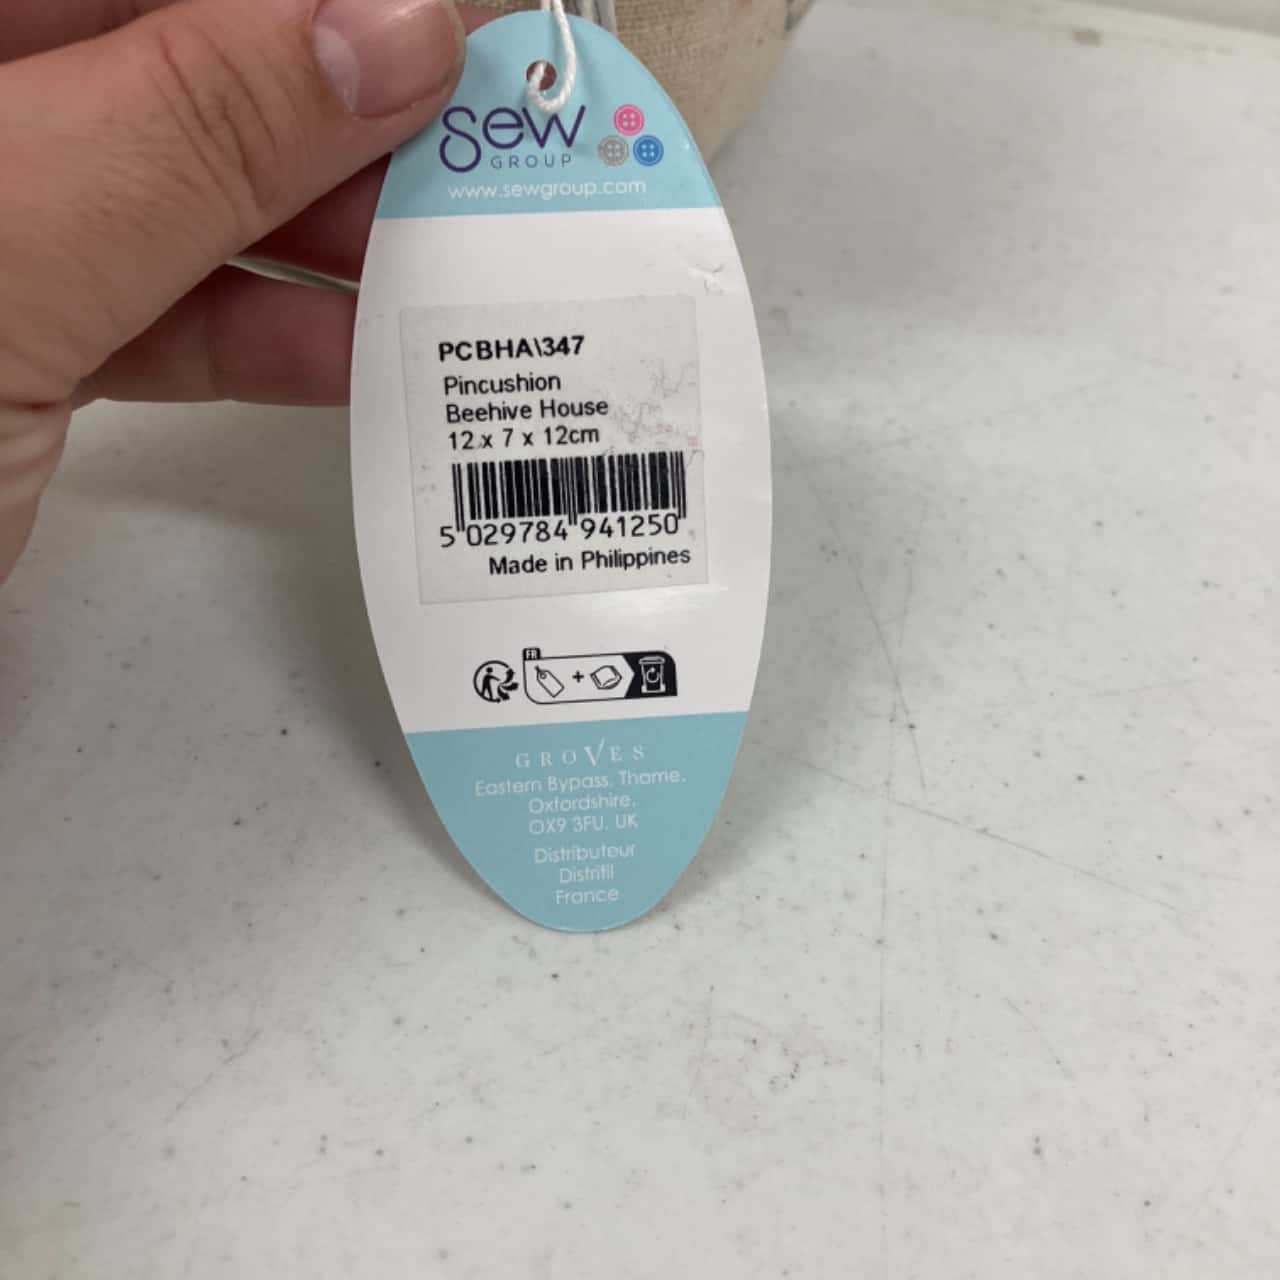 Sew
GROUP
www.sewgroup.com
PCBHA\347
Pincushion
Beehive House
12 x 7 x 12cm
5 029784 941250
Made in Philippines
FR
+
GROVES
Eastern Bypass, Thame,
Oxfordshire,
OX9 3FU, UK
Distributeur
Distrifil
France